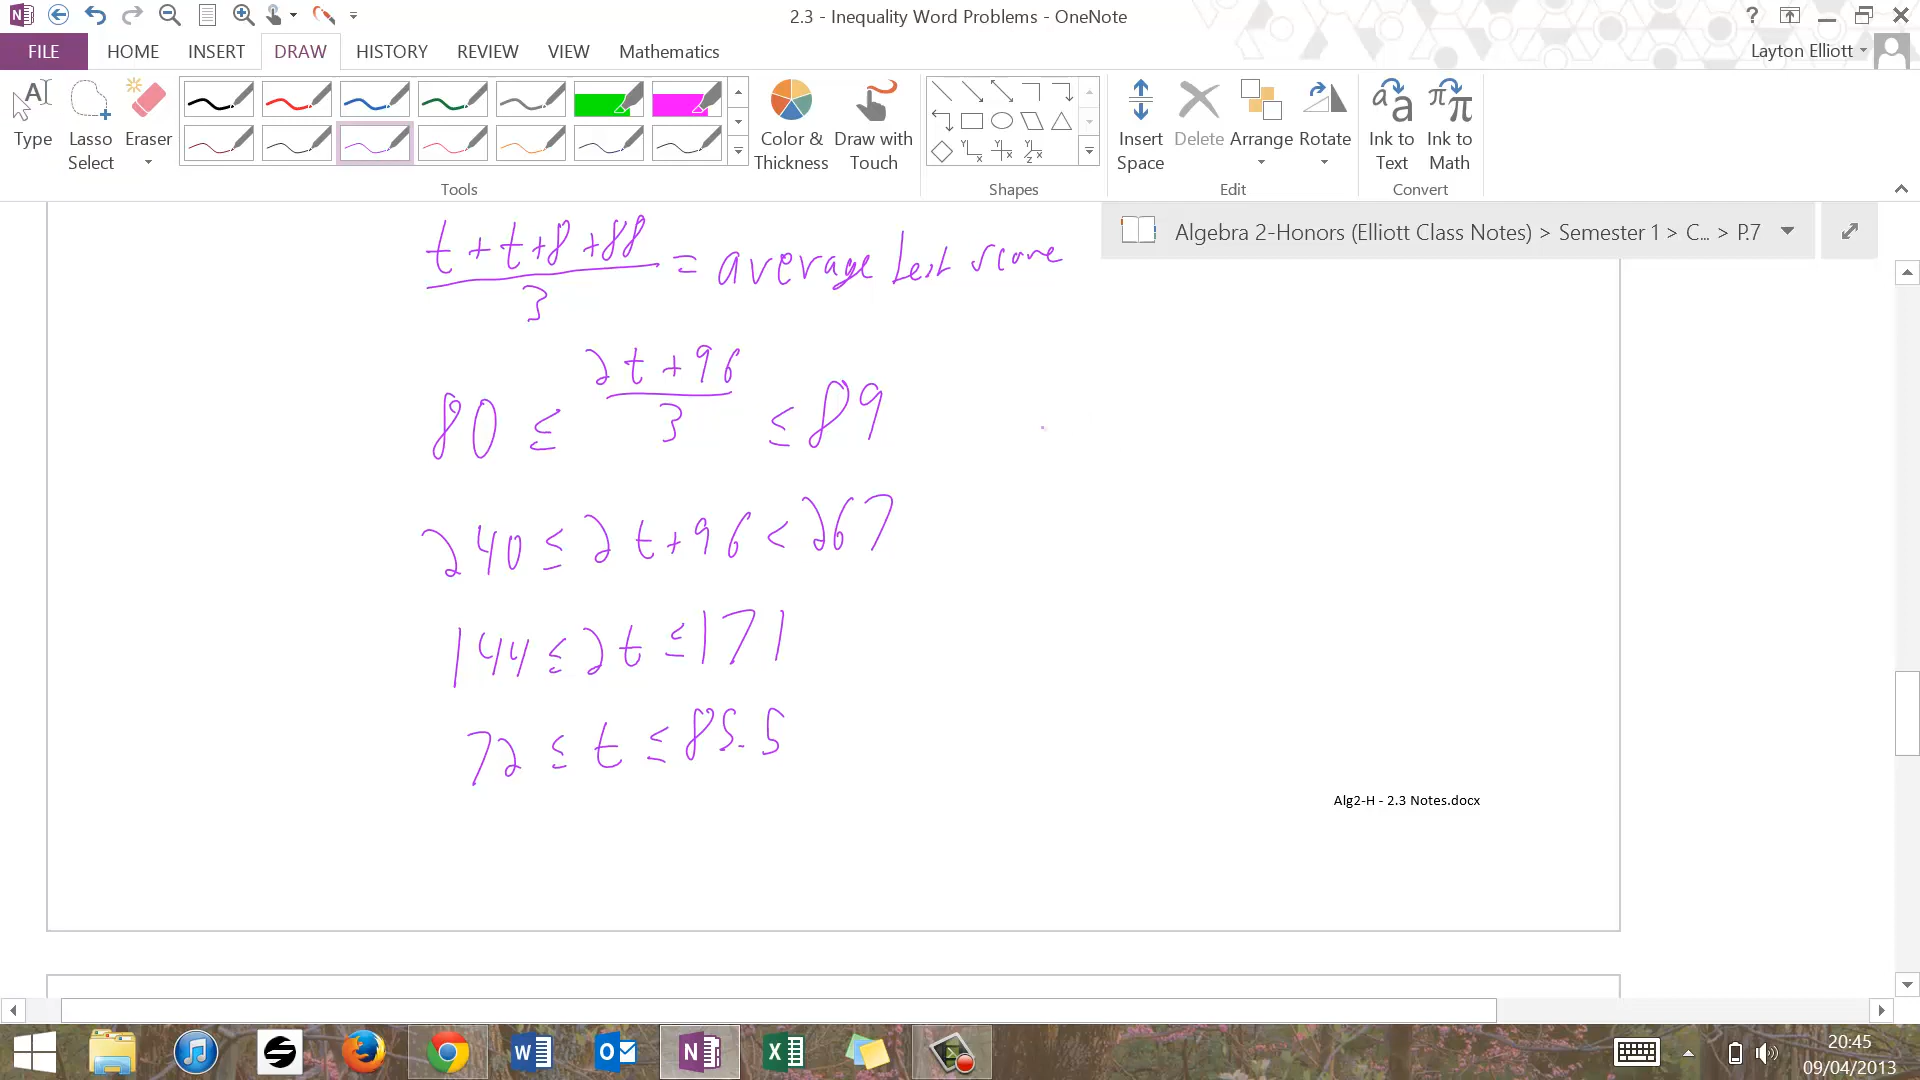 2.3 - Inequality Word Problems - OneNote
FILE HOME INSERT DRAW HISTORY REVIEW VIEW Mathematics
Layton Elliott
Type
Lasso Select
Eraser
Color & Thickness
Draw with Touch
Insert Space
Delete
Arrange
Rotate
Ink to Text
Ink to Math
Tools Shapes Edit Convert
Algebra 2-Honors (Elliott Class Notes) > Semester 1 > C... > P.7
t + t + 8 + 88
= average test score
3
2t + 96
80 ≤ ≤ 89
3
240 ≤ 2t + 96 < 267
144 ≤ 2t ≤ 171
72 ≤ t ≤ 85.5
Alg2-H - 2.3 Notes.docx
20:45
09/04/2013